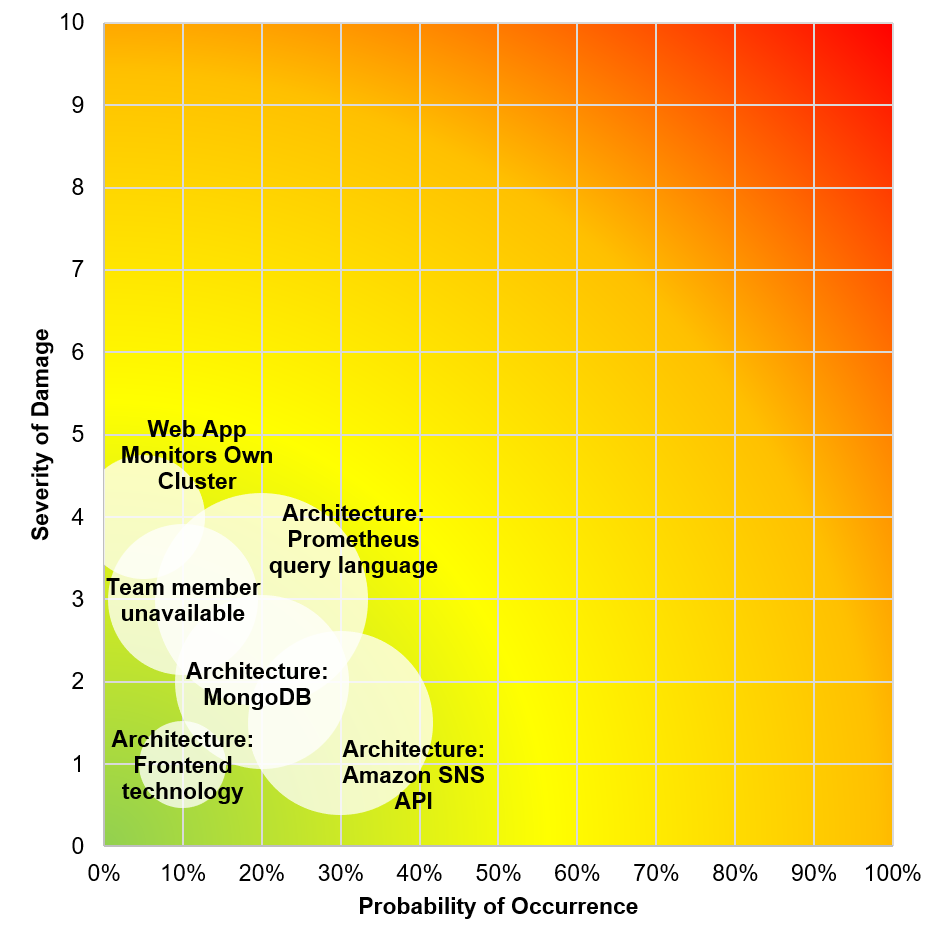 10
9
8
7
6
5
4
3
2
1
0
Severity of Damage
Web App
Monitors Own
Cluster
Architecture:
Prometheus
query language
Team member
unavailable
Architecture:
MongoDB
Architecture:
Frontend
technology
Architecture:
Amazon SNS
API
0% 10% 20% 30% 40% 50% 60% 70% 80% 90% 100%
Probability of Occurrence